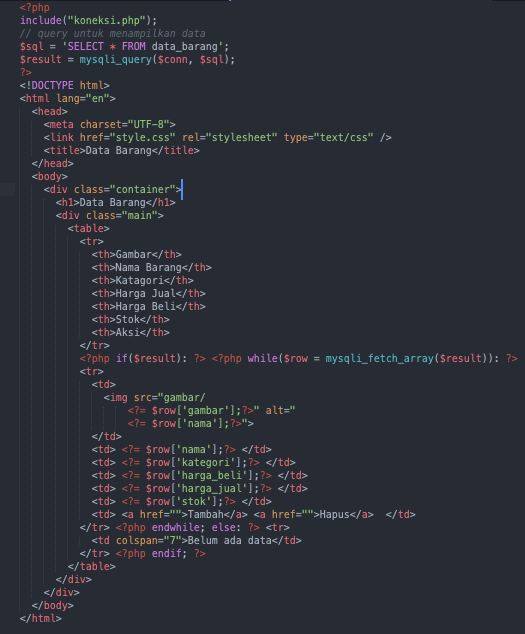 <?php
include("koneksi.php");
// query untuk menampilkan data
$sql = 'SELECT * FROM data_barang';
$result = mysqli_query($conn, $sql);
?>
<!DOCTYPE html>
<html lang="en">
<head>
<meta charset="UTF-8">
<link href="style.css" rel="stylesheet" type="text/css" />
<title>Data Barang</title>
</head>
<body>
<div class="container">
<h1>Data Barang</h1>
<div class="main">
<table>
<tr>
<th>Gambar</th>
<th>Nama Barang</th>
<th>Katagori</th>
<th>Harga Jual</th>
<th>Harga Beli</th>
<th>Stok</th>
<th>Aksi</th>
</tr>
<?php if($result): ?> <?php while($row = mysqli_fetch_array($result)): ?>
<tr>
<td>
<img src="gambar/
<?= $row['gambar'];?>" alt="
<?= $row['nama'];?>">
</td>
<td> <?= $row['nama'];?> </td>
<td> <?= $row['kategori'];?> </td>
<td> <?= $row['harga_beli'];?> </td>
<td> <?= $row['harga_jual'];?> </td>
<td> <?= $row['stok'];?> </td>
<td> <a href="">Tambah</a> <a href="">Hapus</a>  </td>
</tr> <?php endwhile; else: ?> <tr>
<td colspan="7">Belum ada data</td>
</tr> <?php endif; ?>
</table>
</div>
</div>
</body>
</html>